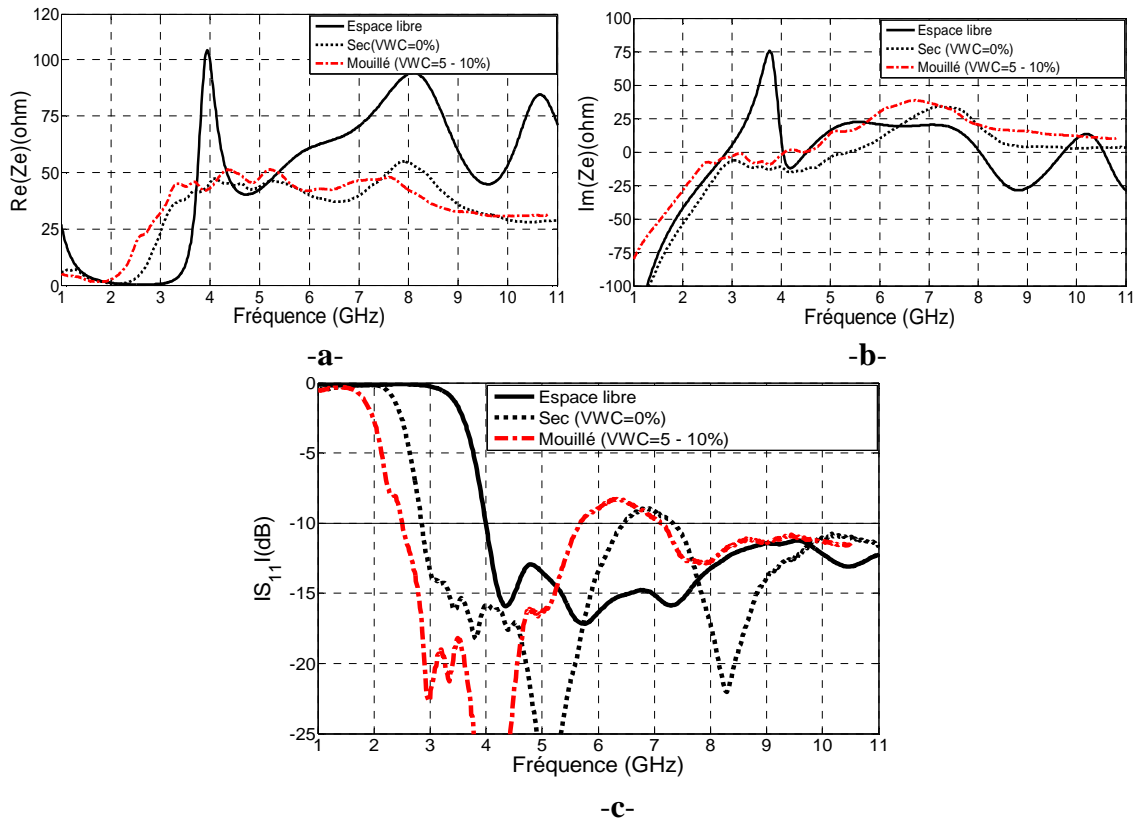 120
100
75
50
25
0
Re(Ze)(ohm)
1 2 3 4 5 6 7 8 9 10 11
Fréquence (GHz)
Espace libre
Sec(VWC=0%)
Mouillé (VWC=5 - 10%)
-a-
100
75
50
25
0
-25
-50
-75
-100
Im(Ze)(ohm)
2 3 4 5 6 7 8 9 10 11
Fréquence (GHz)
Espace libre
Sec (VWC=0%)
Mouillé (VWC=5 - 10%)
-b-
0
-5
-10
-15
-20
-25
IS11I(dB)
1 2 3 4 5 6 7 8 9 10 11
Fréquence (GHz)
Espace libre
Sec (VWC=0%)
Mouillé (VWC=5 - 10%)
-c-